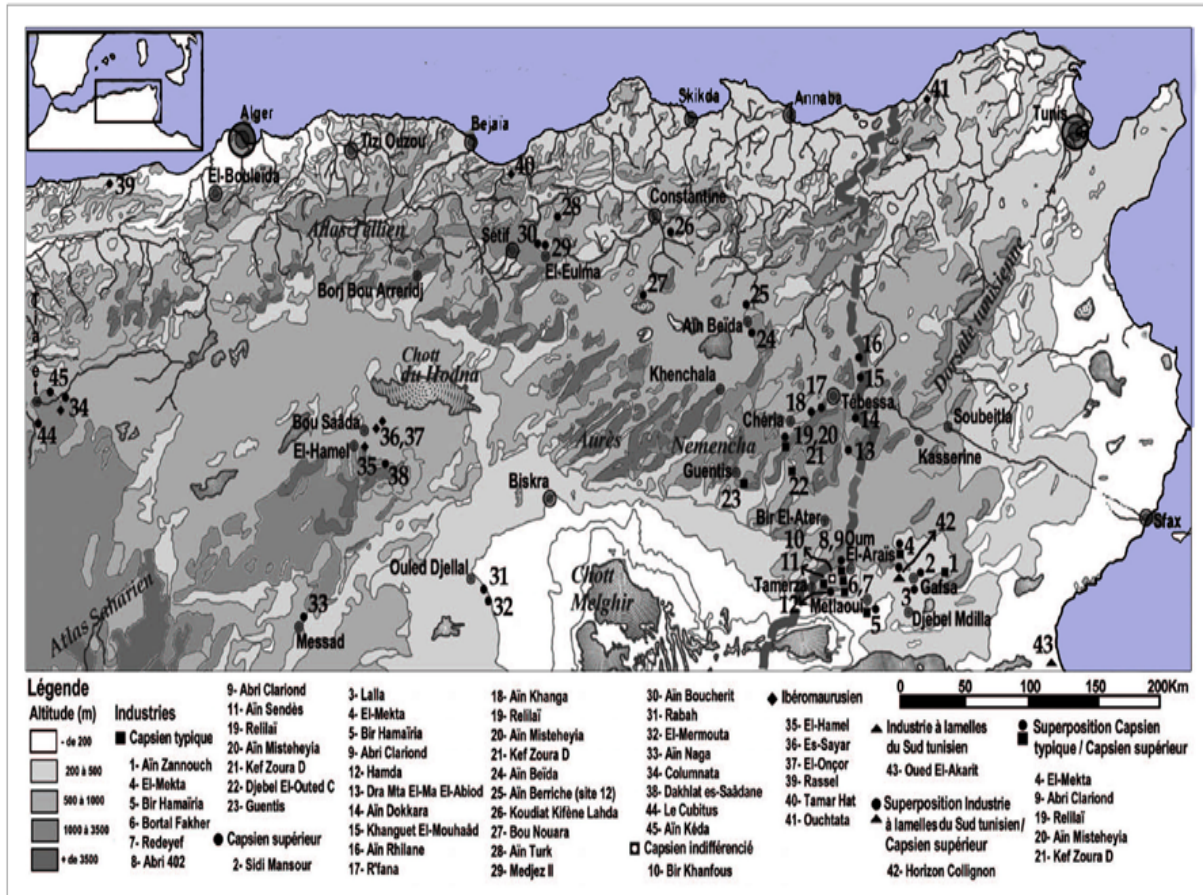 Alger
Tizi Ouzou
Bejaia
Skikda
Annaba
41
Tunis
39
El-Bouleïda
40
28
Constantine
26
Atlas Tellien
Sétif
30
29
El-Eulma
Borj Bou Arreridj
27
25
Aïn Beïda
24
Dorsale tunisienne
Tiaret
16
Chott
du Hodna
Khenchala
15
45
34
17
18
Tébessa
44
Bou Saâda
36,37
Chéria
14
Soubeitla
El-Hamel
Aurès
Nemencha
19,
20
13
Kasserine
35
38
21
Guentis
22
Biskra
23
Sfax
Bir El-Ater
42
10
8,
9
Oum
El-Araïs
4
11
2
1
Ouled Djellal
31
Tamerza
6,
7
Gafsa
Chott
Melghir
12
Metlaoui
3
32
5
Djebel Mdilla
Atlas Saharien
33
Messad
43
Légende
Altitude (m)
- de 200
200 à 500
500 à 1000
1000 à 3500
+ de 3500
Industries
Capsien typique
1- Aïn Zannouch
4- El-Mekta
5- Bir Hamaïria
6- Bortal Fakher
7- Redeyef
8- Abri 402
9- Abri Clariond
11- Aïn Sendès
19- Relilaï
20- Aïn Misteheyia
21- Kef Zoura D
22- Djebel El-Outed C
23- Guentis
Capsien supérieur
2- Sidi Mansour
3- Lalla
4- El-Mekta
5- Bir Hamaïria
9- Abri Clariond
12- Hamda
13- Dra Mta El-Ma El-Abiod
14- Aïn Dokkara
15- Khanguet El-Mouhaâd
16- Aïn Rhilane
17- R'fana
18- Aïn Khanga
19- Relilaï
20- Aïn Misteheyia
21- Kef Zoura D
24- Aïn Beïda
25- Aïn Berriche (site 12)
26- Koudiat Kifène Lahda
27- Bou Nouara
28- Aïn Turk
29- Medjez II
30- Aïn Boucherit
31- Rabah
32- El-Mermouta
33- Aïn Naga
34- Columnata
38- Dakhlat es-Saâdane
44- Le Cubitus
45- Aïn Kéda
Capsien indifférencié
10- Bir Khanfous
Ibéromaurusien
35- El-Hamel
36- Es-Sayar
37- El-Onçor
39- Rassel
40- Tamar Hat
41- Ouchtata
0 50 100 150 200Km
Industrie à lamelles
du Sud tunisien
43- Oued El-Akarit
Superposition Industrie
à lamelles du Sud tunisien/
Capsien supérieur
42- Horizon Collignon
Superposition Capsien
typique / Capsien supérieur
4- El-Mekta
9- Abri Clariond
19- Relilaï
20- Aïn Misteheyia
21- Kef Zoura D